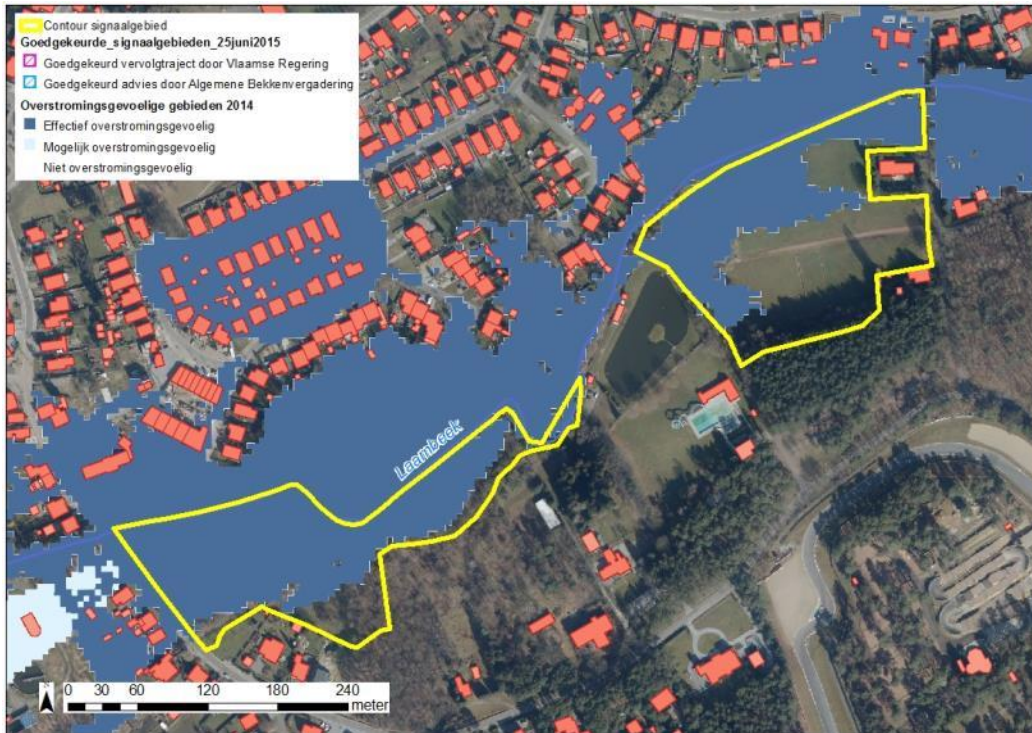 Contour signaalgebied
Goedgekeurde_signaalgebieden_25juni2015
Goedgekeurd vervolgtraject door Vlaamse Regering
Goedgekeurd advies door Algemene Bekkenvergadering
Overstromingsgevoelige gebieden 2014
Effectief overstromingsgevoelig
Mogelijk overstromingsgevoelig
Niet overstromingsgevoelig
Laambeek
0 30 60 120 180 240
meter